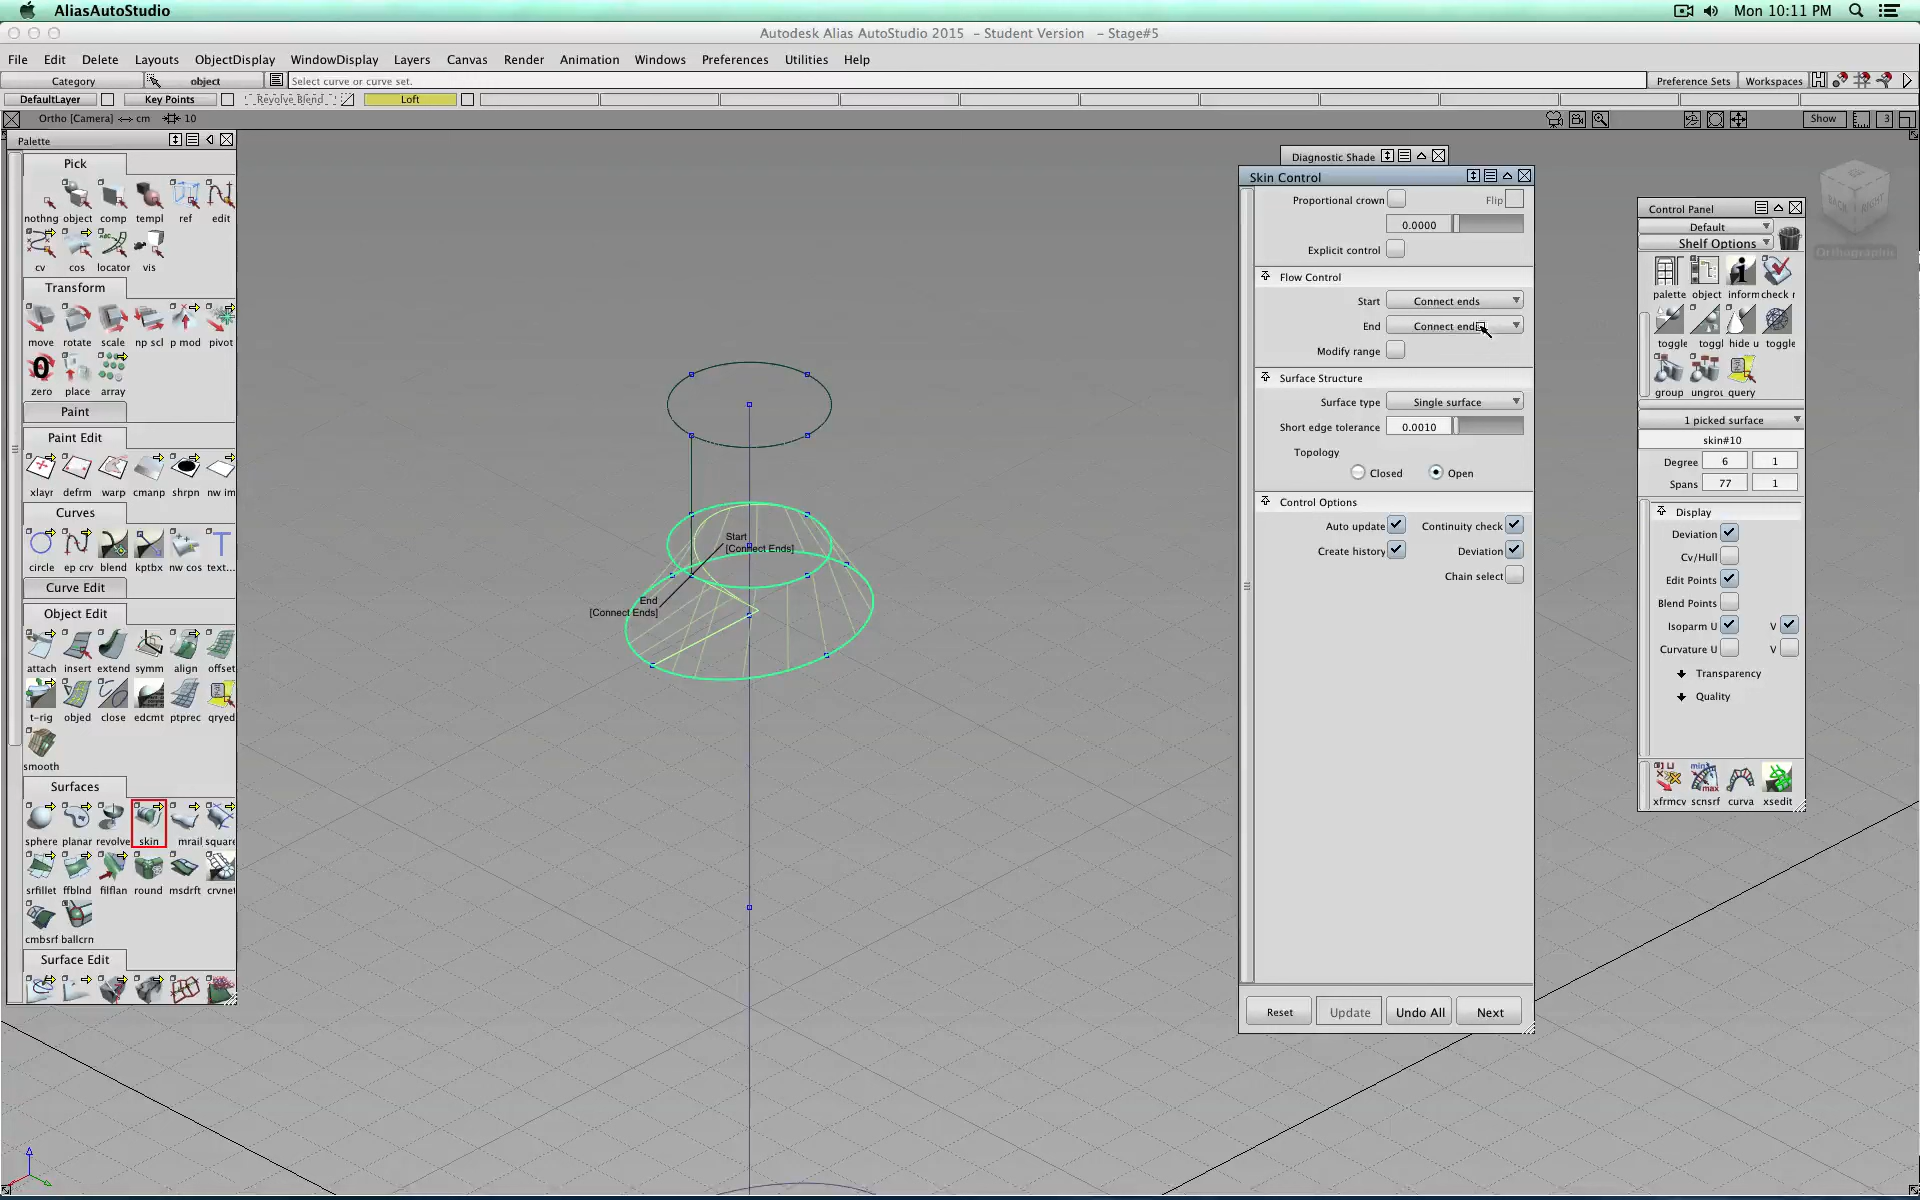 AliasAutoStudio
Mon 10:11 PM
Autodesk Alias AutoStudio 2015 - Student Version - Stage#5
File Edit Delete Layouts ObjectDisplay WindowDisplay Layers Canvas Render Animation Windows Preferences Utilities Help
Category object Select curve or curve set. Preference Sets Workspaces
DefaultLayer Key Points Revolve Blend Loft
Ortho [Camera] cm 10 Show 3
Palette
Pick
nothng object comp templ ref edit
cv cos locator vis
Transform
move rotate scale np scl p mod pivot
zero place array
Paint
Paint Edit
xlayr defrm warp cmanp shrpn nw im
Curves
circle ep crv blend kptbx nw cos text...
Curve Edit
Object Edit
attach insert extend symm align offset
t-rig objed close edcmt ptprec qryed
smooth
Surfaces
sphere planar revolve skin mrail square
srfillet ffblnd filflan round msdrft crvnet
cmbsrf ballcrn
Surface Edit
Start
[Connect Ends]
End
[Connect Ends]
Diagnostic Shade
Skin Control
Proportional crown Flip
0.0000
Explicit control
Flow Control
Start Connect ends
End Connect ends
Modify range
Surface Structure
Surface type Single surface
Short edge tolerance 0.0010
Topology
Closed Open
Control Options
Auto update Continuity check
Create history Deviation
Chain select
Reset Update Undo All Next
BACK RIGHT
Orthographic
Control Panel
Default
Shelf Options
palette object inform check r
toggle toggl hide u toggle
group ungrou query
1 picked surface
skin#10
Degree 6 1
Spans 77 1
Display
Deviation
Cv/Hull
Edit Points
Blend Points
Isoparm U V
Curvature U V
Transparency
Quality
xfrmcv scnsrf curva xsedit